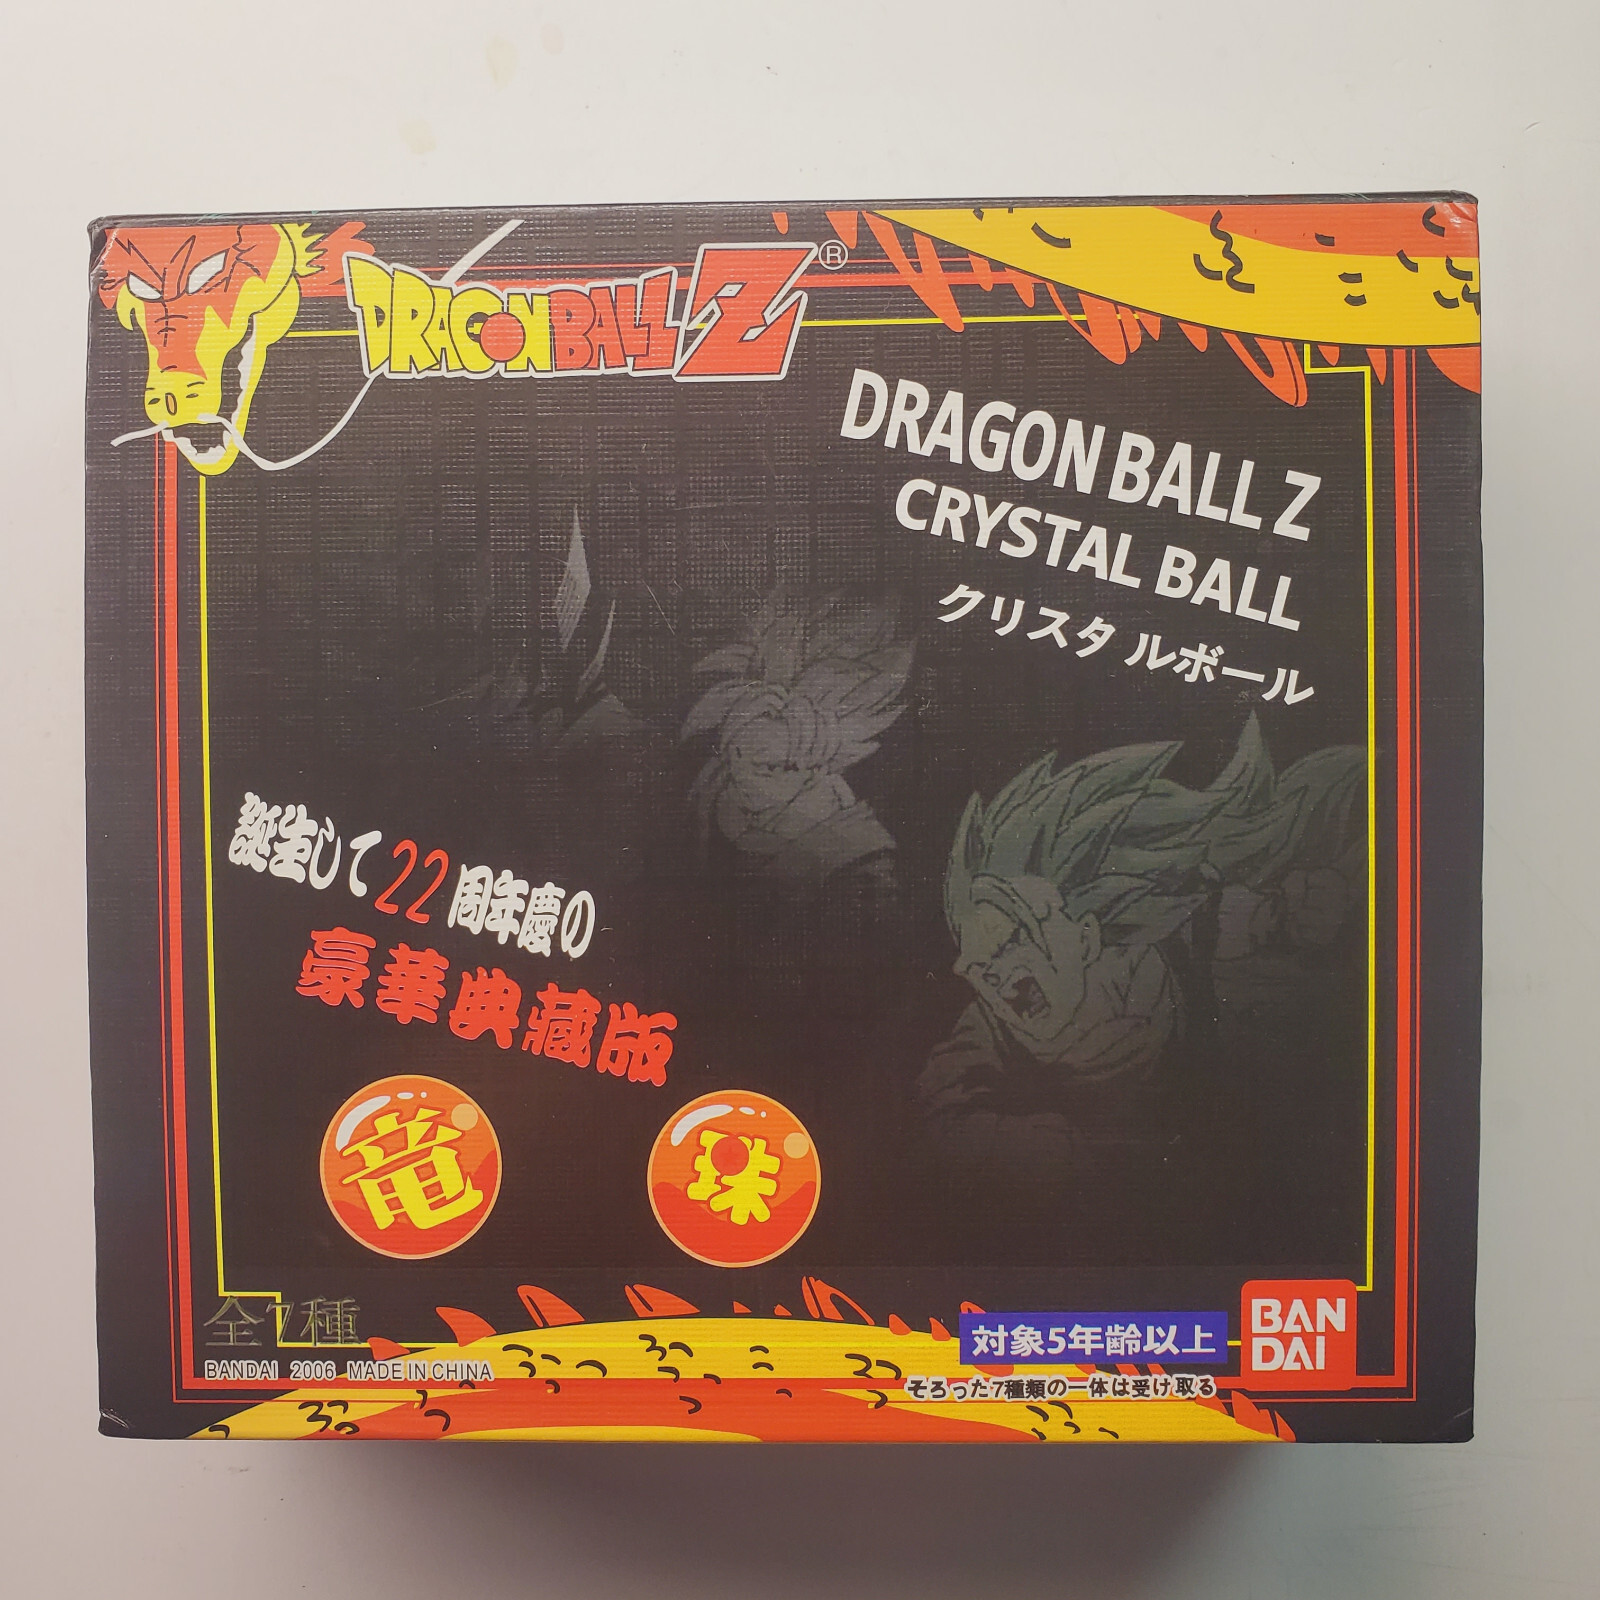 DRAGONBALL Z®
DRAGON BALL Z
CRYSTAL BALL
クリスタルボール
誕生して22周年慶の
豪華典藏版
竜
珠
全7種
BANDAI 2006 MADE IN CHINA
対象5年齢以上
BAN
DAI
そろった7種類の一体は受け取る